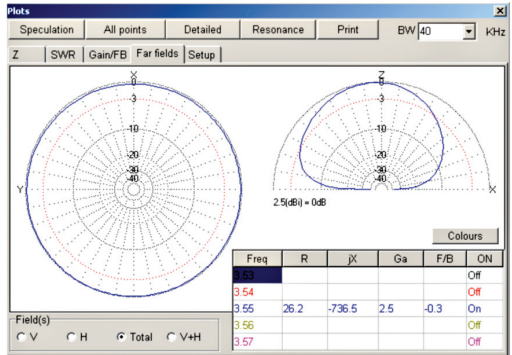 Plots
Speculation All points Detailed Resonance Print BW 40 KHz
Z SWR Gain/FB Far fields Setup
X
0
-3
-10
-20
-30
-40
Y
Z
0
-3
-10
-20
-30
-40
X
2.5(dBi) = 0dB
Colours
Freq R jX Ga F/B ON
3.53 Off
3.54 Off
3.55 26.2 -736.5 2.5 -0.3 On
3.56 Off
3.57 Off
Field(s)
V H Total V+H